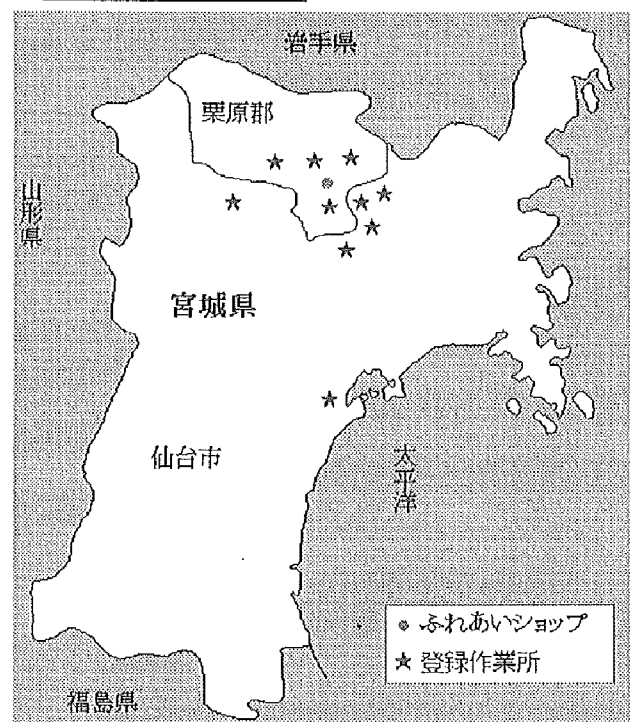 岩手県
栗原郡
山形県
宮城県
仙台市
太平洋
ふれあいショップ
登録作業所
福島県